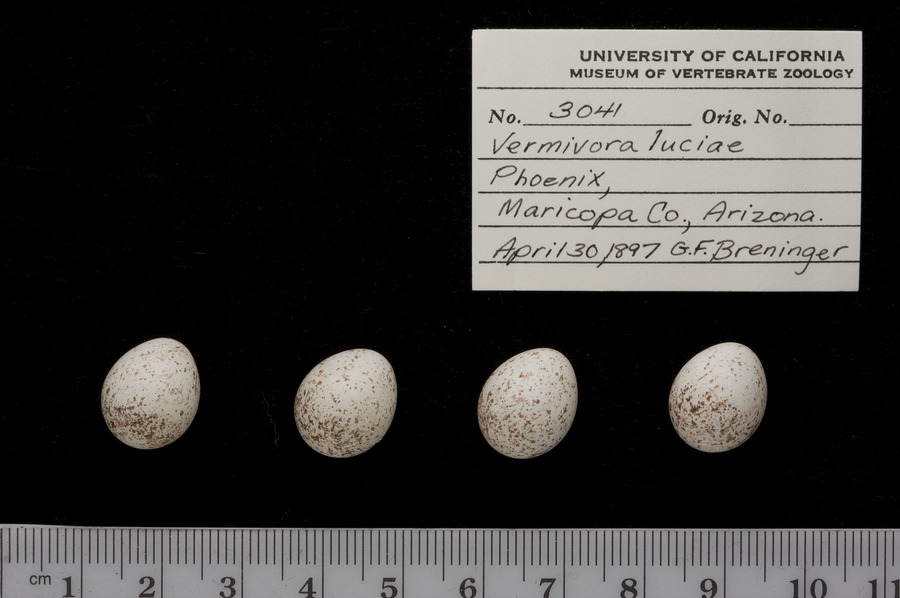 UNIVERSITY OF CALIFORNIA
MUSEUM OF VERTEBRATE ZOOLOGY
No. 3041 Orig. No.
Vermivora luciae
Phoenix,
Maricopa Co., Arizona.
April 30, 1897 G.F. Breninger
cm 1 2 3 4 5 6 7 8 9 10 11